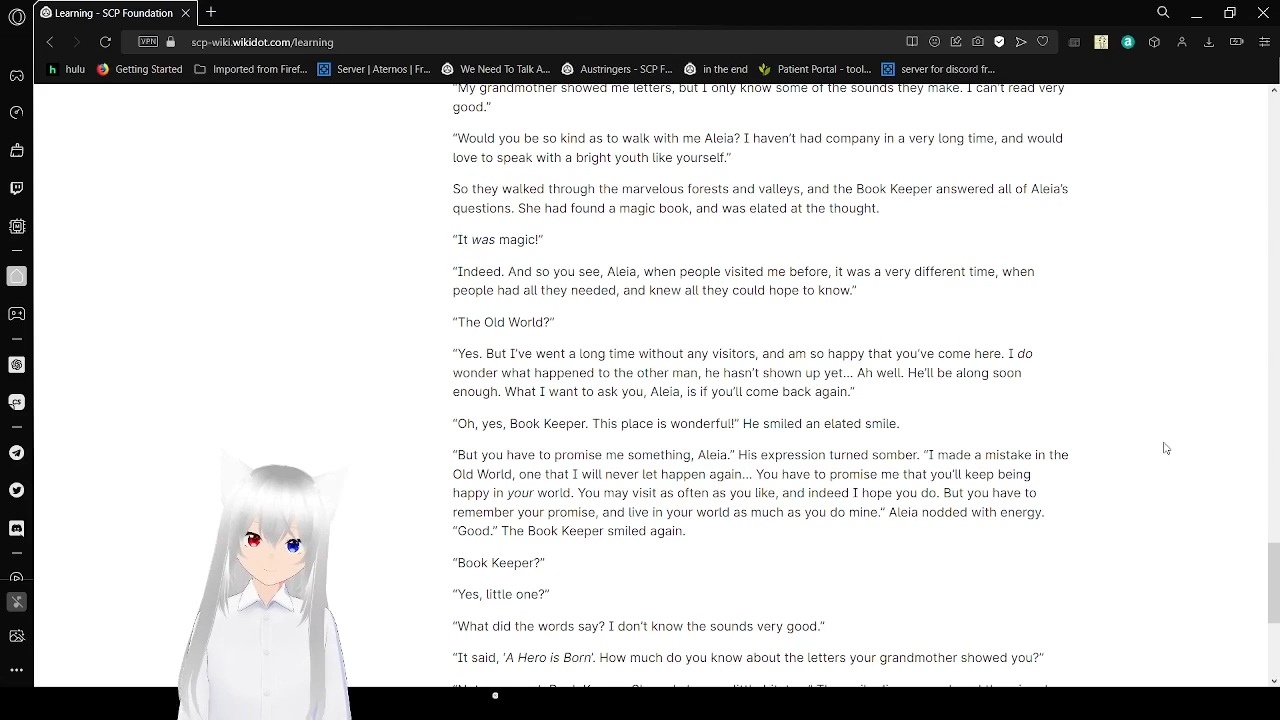 Learning - SCP Foundation
VPN
scp-wiki.wikidot.com/learning
hulu
Getting Started
Imported from Firef...
Server | Aternos | Fr...
We Need To Talk A...
Austringers - SCP F...
in the end
Patient Portal - tool...
server for discord fr...
“My grandmother showed me letters, but I only know some of the sounds they make. I can’t read very
good.”
“Would you be so kind as to walk with me Aleia? I haven’t had company in a very long time, and would
love to speak with a bright youth like yourself.”
So they walked through the marvelous forests and valleys, and the Book Keeper answered all of Aleia’s
questions. She had found a magic book, and was elated at the thought.
“It was magic!”
“Indeed. And so you see, Aleia, when people visited me before, it was a very different time, when
people had all they needed, and knew all they could hope to know.”
“The Old World?”
“Yes. But I’ve went a long time without any visitors, and am so happy that you’ve come here. I do
wonder what happened to the other man, he hasn’t shown up yet… Ah well. He’ll be along soon
enough. What I want to ask you, Aleia, is if you’ll come back again.”
“Oh, yes, Book Keeper. This place is wonderful!” He smiled an elated smile.
“But you have to promise me something, Aleia.” His expression turned somber. “I made a mistake in the
Old World, one that I will never let happen again… You have to promise me that you’ll keep being
happy in your world. You may visit as often as you like, and indeed I hope you do. But you have to
remember your promise, and live in your world as much as you do mine.” Aleia nodded with energy.
“Good.” The Book Keeper smiled again.
“Book Keeper?”
“Yes, little one?”
“What did the words say? I don’t know the sounds very good.”
“It said, ‘A Hero is Born’. How much do you know about the letters your grandmother showed you?”